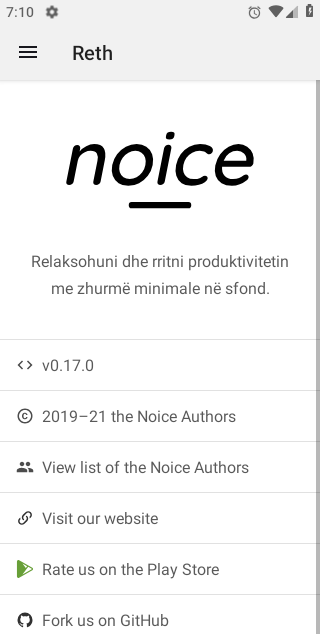 7:10
Reth
noice
Relaksohuni dhe rritni produktivitetin
me zhurmë minimale në sfond.
v0.17.0
2019–21 the Noice Authors
View list of the Noice Authors
Visit our website
Rate us on the Play Store
Fork us on GitHub